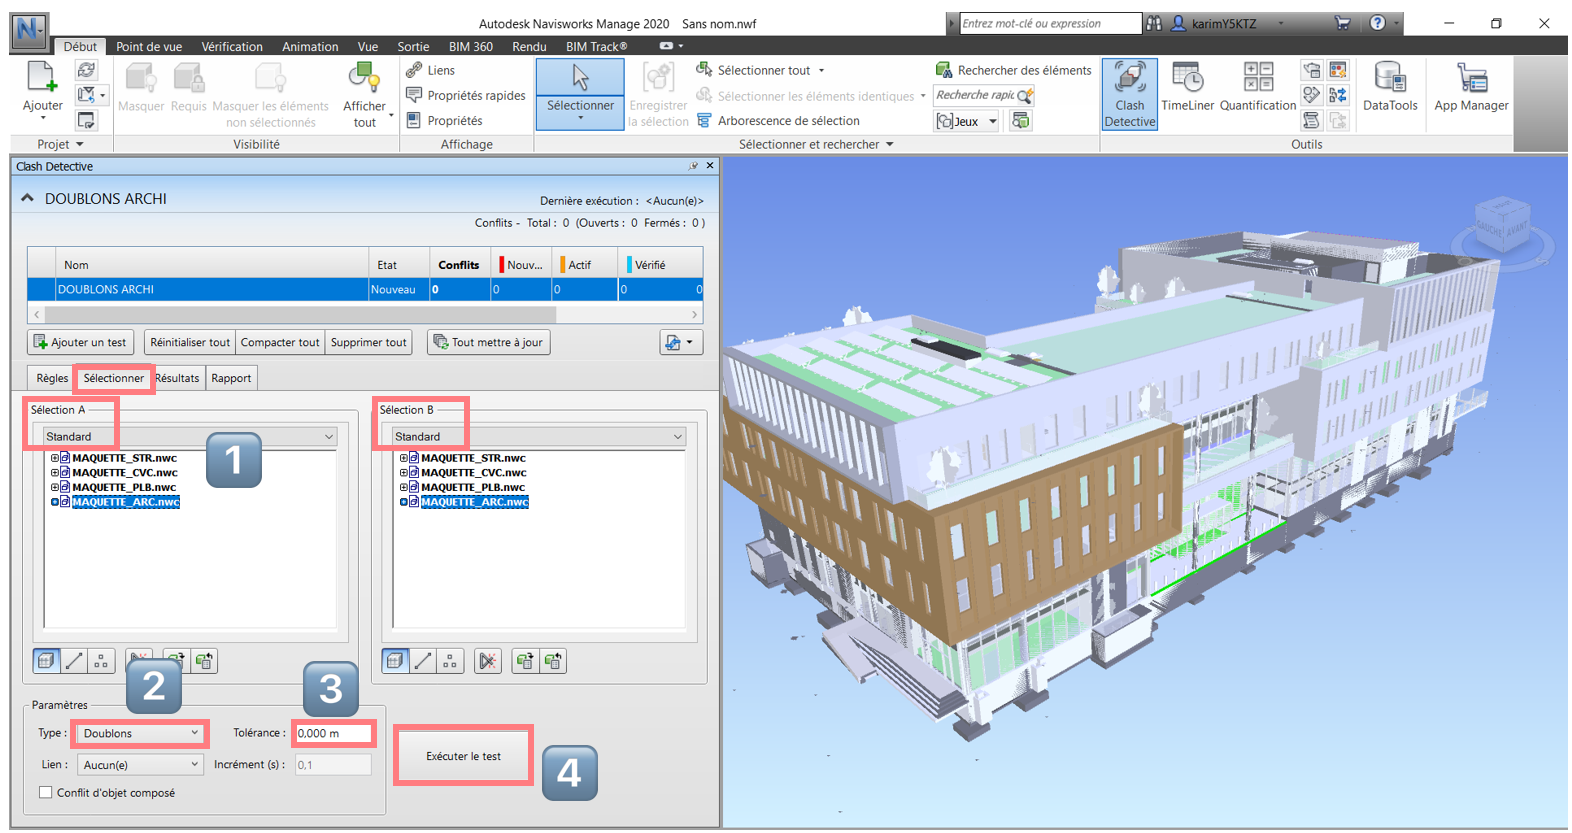 Autodesk Navisworks Manage 2020 Sans nom.nwf
Entrez mot-clé ou expression
karimY5KTZ
Début Point de vue Vérification Animation Vue Sortie BIM 360 Rendu BIM Track®
Ajouter
Projet
Masquer Requis Masquer les éléments
non sélectionnés
Afficher
tout
Visibilité
Liens
Propriétés rapides
Propriétés
Affichage
Sélectionner
Enregistrer
la sélection
Sélectionner tout
Sélectionner les éléments identiques
Arborescence de sélection
Rechercher des éléments
Recherche rapid
Jeux
Sélectionner et rechercher
Clash
Detective
TimeLiner Quantification
DataTools
App Manager
Outils
Clash Detective
DOUBLONS ARCHI
Dernière exécution : <Aucun(e)>
Conflits - Total : 0 (Ouverts : 0 Fermés : 0 )
Nom Etat Conflits Nouv... Actif Vérifié
DOUBLONS ARCHI Nouveau 0 0 0 0 0
Ajouter un test Réinitialiser tout Compacter tout Supprimer tout Tout mettre à jour
Règles Sélectionner Résultats Rapport
Sélection A
Standard
MAQUETTE_STR.nwc
MAQUETTE_CVC.nwc
MAQUETTE_PLB.nwc
MAQUETTE_ARC.nwc
1
Sélection B
Standard
MAQUETTE_STR.nwc
MAQUETTE_CVC.nwc
MAQUETTE_PLB.nwc
MAQUETTE_ARC.nwc
2
3
Paramètres
Type : Doublons Tolérance : 0,000 m
Lien : Aucun(e) Incrément (s) : 0,1
Conflit d'objet composé
Exécuter le test
4
GAUCHE AVANT